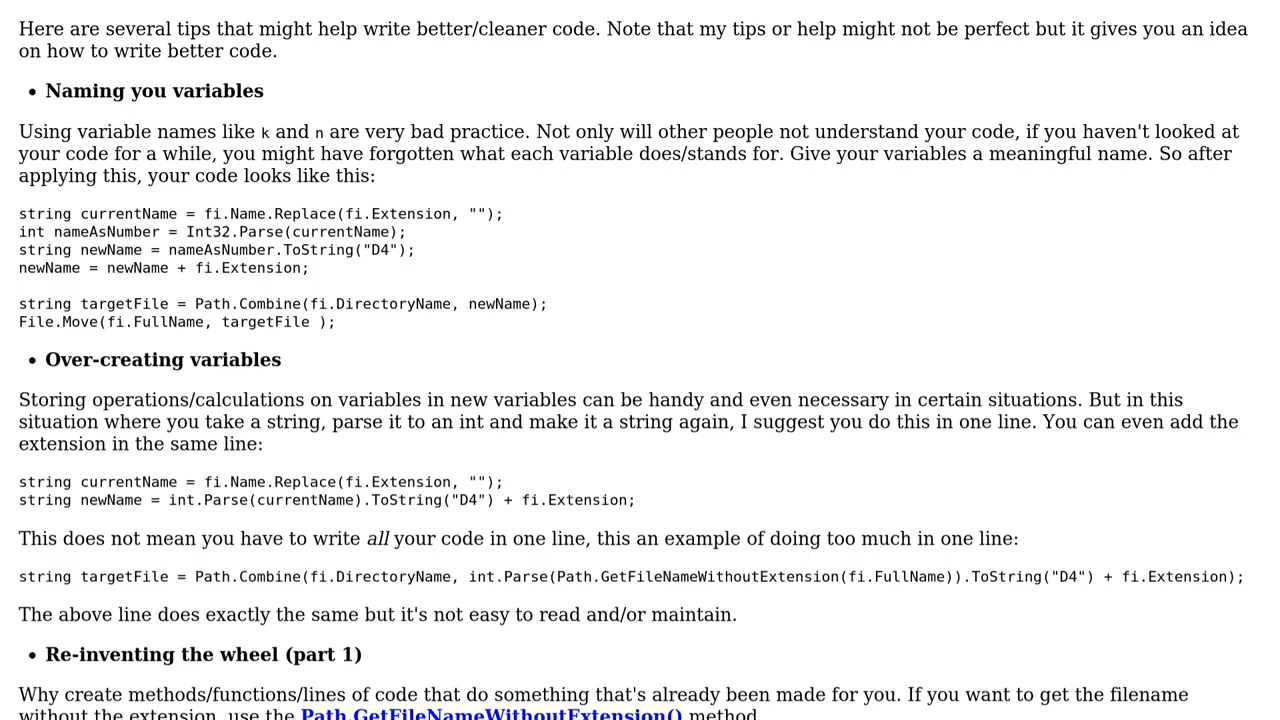 Here are several tips that might help write better/cleaner code. Note that my tips or help might not be perfect but it gives you an idea
on how to write better code.
• Naming you variables
Using variable names like k and n are very bad practice. Not only will other people not understand your code, if you haven't looked at
your code for a while, you might have forgotten what each variable does/stands for. Give your variables a meaningful name. So after
applying this, your code looks like this:
string currentName = fi.Name.Replace(fi.Extension, "");
int nameAsNumber = Int32.Parse(currentName);
string newName = nameAsNumber.ToString("D4");
newName = newName + fi.Extension;
string targetFile = Path.Combine(fi.DirectoryName, newName);
File.Move(fi.FullName, targetFile );
• Over-creating variables
Storing operations/calculations on variables in new variables can be handy and even necessary in certain situations. But in this
situation where you take a string, parse it to an int and make it a string again, I suggest you do this in one line. You can even add the
extension in the same line:
string currentName = fi.Name.Replace(fi.Extension, "");
string newName = int.Parse(currentName).ToString("D4") + fi.Extension;
This does not mean you have to write all your code in one line, this an example of doing too much in one line:
string targetFile = Path.Combine(fi.DirectoryName, int.Parse(Path.GetFileNameWithoutExtension(fi.FullName)).ToString("D4") + fi.Extension);
The above line does exactly the same but it's not easy to read and/or maintain.
• Re-inventing the wheel (part 1)
Why create methods/functions/lines of code that do something that's already been made for you. If you want to get the filename
without the extension, use the Path.GetFileNameWithoutExtension() method.